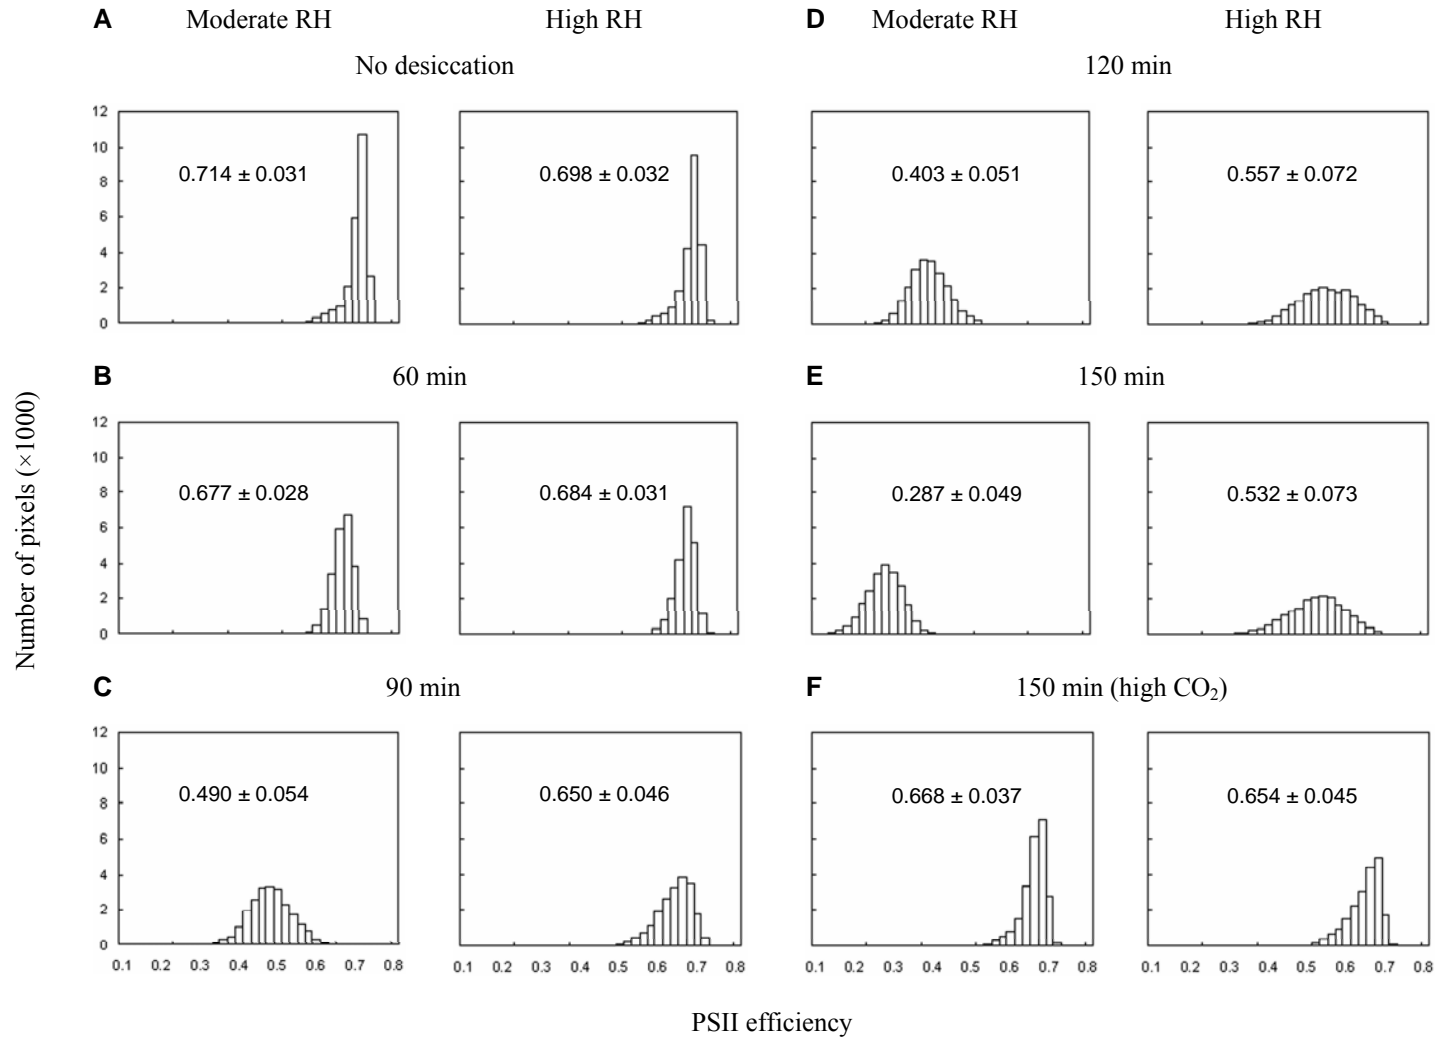 A Moderate RH High RH D Moderate RH High RH
No desiccation 120 min
12
10
8
6
4
2
0
0.714 ± 0.031 0.698 ± 0.032 0.403 ± 0.051 0.557 ± 0.072
B 60 min E 150 min
12
10
8
6
4
2
0
0.677 ± 0.028 0.684 ± 0.031 0.287 ± 0.049 0.532 ± 0.073
Number of pixels (×1000)
C 90 min F 150 min (high CO₂)
12
10
8
6
4
2
0
0.490 ± 0.054 0.650 ± 0.046 0.668 ± 0.037 0.654 ± 0.045
0.1 0.2 0.3 0.4 0.5 0.6 0.7 0.8 0.1 0.2 0.3 0.4 0.5 0.6 0.7 0.8 0.1 0.2 0.3 0.4 0.5 0.6 0.7 0.8 0.1 0.2 0.3 0.4 0.5 0.6 0.7 0.8
PSII efficiency